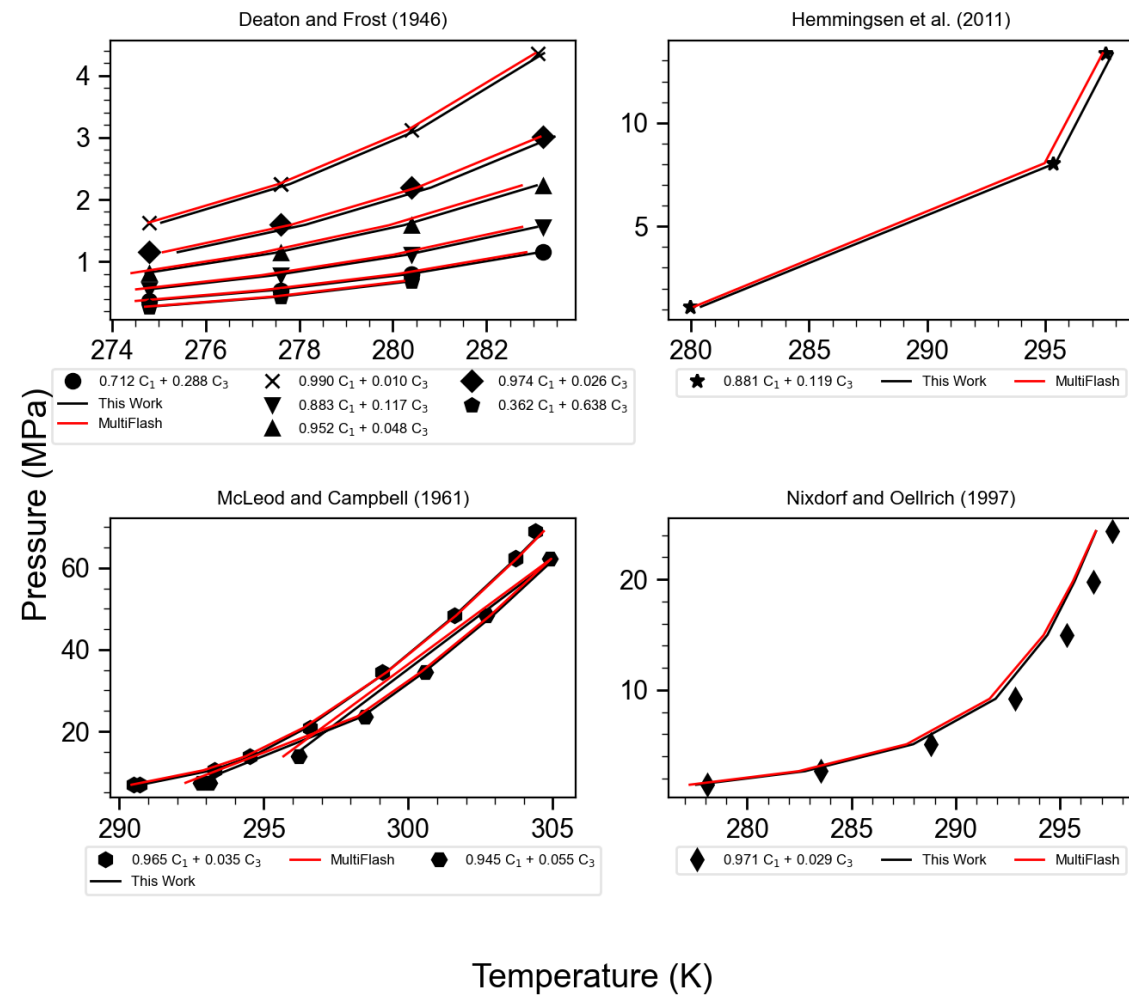 Deaton and Frost (1946)
4
3
2
1
274 276 278 280 282
0.712 C₁ + 0.288 C₃
This Work
MultiFlash
0.990 C₁ + 0.010 C₃
0.883 C₁ + 0.117 C₃
0.952 C₁ + 0.048 C₃
0.974 C₁ + 0.026 C₃
0.362 C₁ + 0.638 C₃
Hemmingsen et al. (2011)
10
5
280 285 290 295
0.881 C₁ + 0.119 C₃ This Work MultiFlash
Pressure (MPa)
McLeod and Campbell (1961)
60
40
20
290 295 300 305
0.965 C₁ + 0.035 C₃ MultiFlash 0.945 C₁ + 0.055 C₃
This Work
Nixdorf and Oellrich (1997)
20
10
280 285 290 295
0.971 C₁ + 0.029 C₃ This Work MultiFlash
Temperature (K)